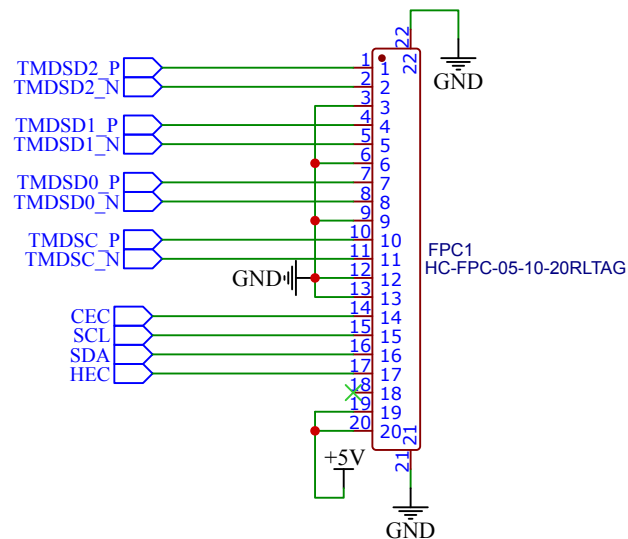 22
22
GND
TMDSD2_P 1 1
TMDSD2_N 2 2
3 3
TMDSD1_P 4 4
TMDSD1_N 5 5
6 6
TMDSD0_P 7 7
TMDSD0_N 8 8
9 9
TMDSC_P 10 10
TMDSC_N 11 11
FPC1
HC-FPC-05-10-20RLTAG
GND 12 12
13 13
CEC 14 14
SCL 15 15
SDA 16 16
HEC 17 17
18 18
19 19
20 20
21
21
+5V
GND